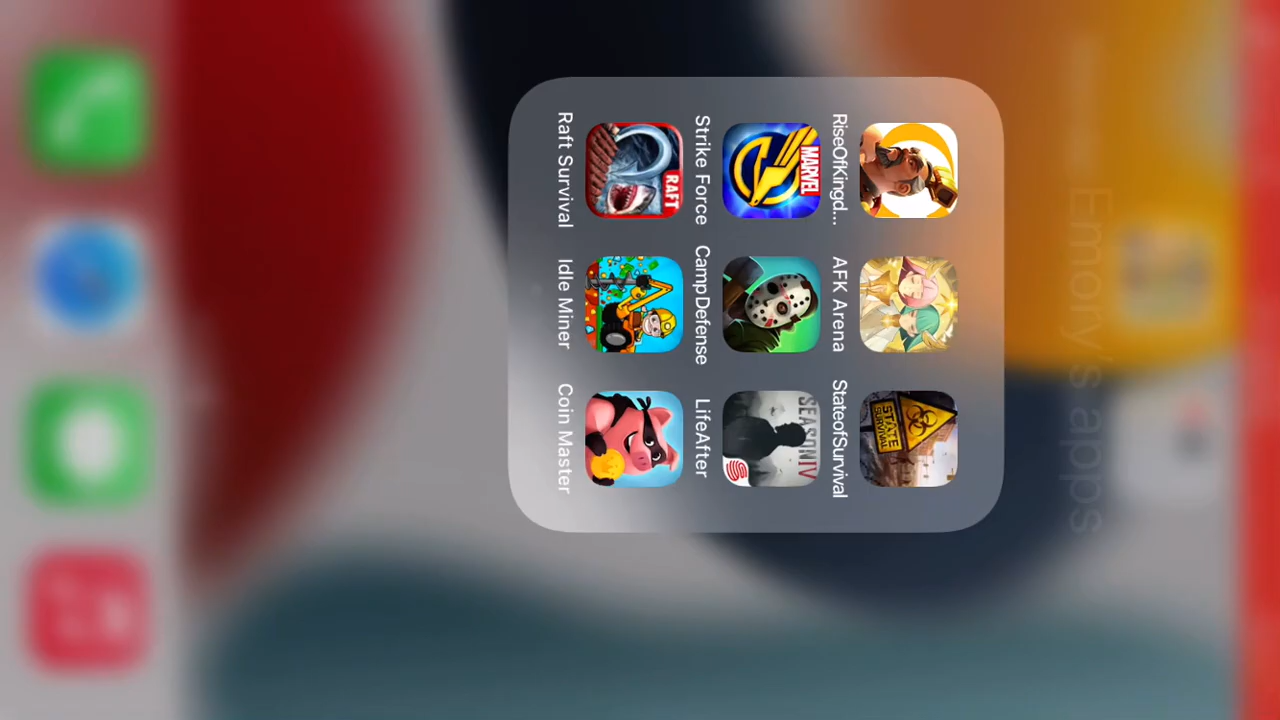 Emory's apps
RiseOfKingd...
AFK Arena
STATE
SURVIVAL
StateofSurvival
MARVEL
Strike Force
CampDefense
SEASON IV
LifeAfter
RAFT
Raft Survival
Idle Miner
Coin Master